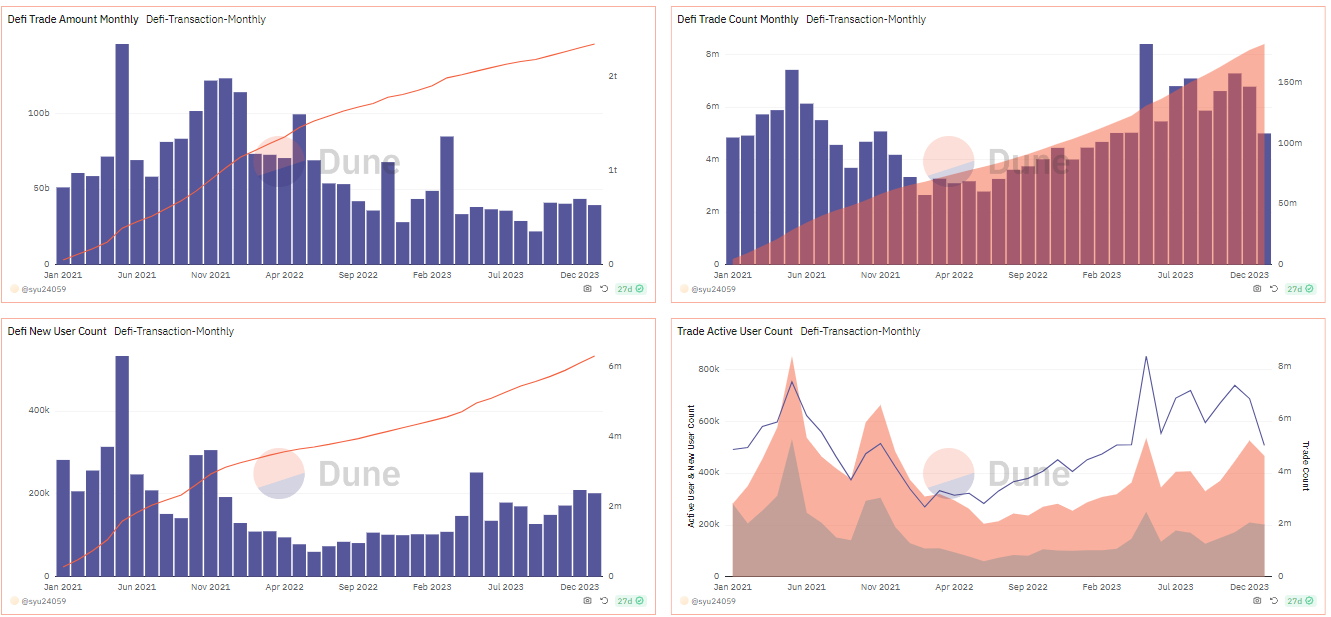 Defi Trade Amount Monthly Defi-Transaction-Monthly
100b
50b
0
2t
1t
0
Dune
Jan 2021 Jun 2021 Nov 2021 Apr 2022 Sep 2022 Feb 2023 Jul 2023 Dec 2023
@syu24059 27d
Defi Trade Count Monthly Defi-Transaction-Monthly
8m
6m
4m
2m
0
150m
100m
50m
0
Dune
Jan 2021 Jun 2021 Nov 2021 Apr 2022 Sep 2022 Feb 2023 Jul 2023 Dec 2023
@syu24059 27d
Defi New User Count Defi-Transaction-Monthly
400k
200k
0
6m
4m
2m
0
Dune
Jan 2021 Jun 2021 Nov 2021 Apr 2022 Sep 2022 Feb 2023 Jul 2023 Dec 2023
@syu24059 27d
Trade Active User Count Defi-Transaction-Monthly
Active User & New User Count
800k
600k
400k
200k
0
8m
6m
4m
2m
0
Trade Count
Dune
Jan 2021 Jun 2021 Nov 2021 Apr 2022 Sep 2022 Feb 2023 Jul 2023 Dec 2023
@syu24059 27d